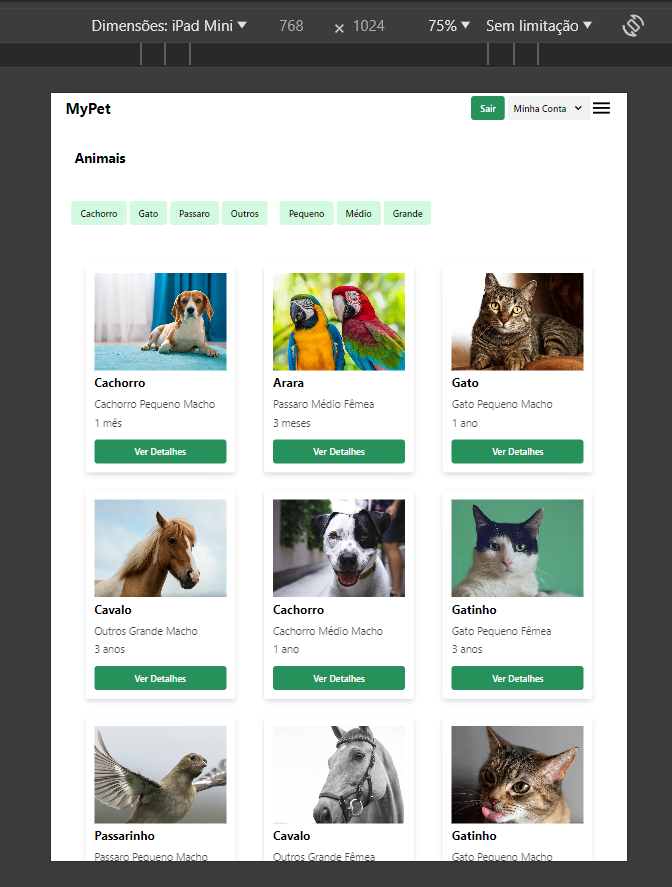 Dimensões: iPad Mini 768 × 1024 75% Sem limitação
MyPet Sair Minha Conta
Animais
Cachorro Gato Passaro Outros Pequeno Médio Grande
Cachorro Arara Gato
Cachorro Pequeno Macho Passaro Médio Fêmea Gato Pequeno Macho
1 mês 3 meses 1 ano
Ver Detalhes Ver Detalhes Ver Detalhes
Cavalo Cachorro Gatinho
Outros Grande Macho Cachorro Médio Macho Gato Pequeno Fêmea
3 anos 1 ano 3 anos
Ver Detalhes Ver Detalhes Ver Detalhes
Passarinho Cavalo Gatinho
Passaro Pequeno Macho Outros Grande Fêmea Gato Pequeno Macho